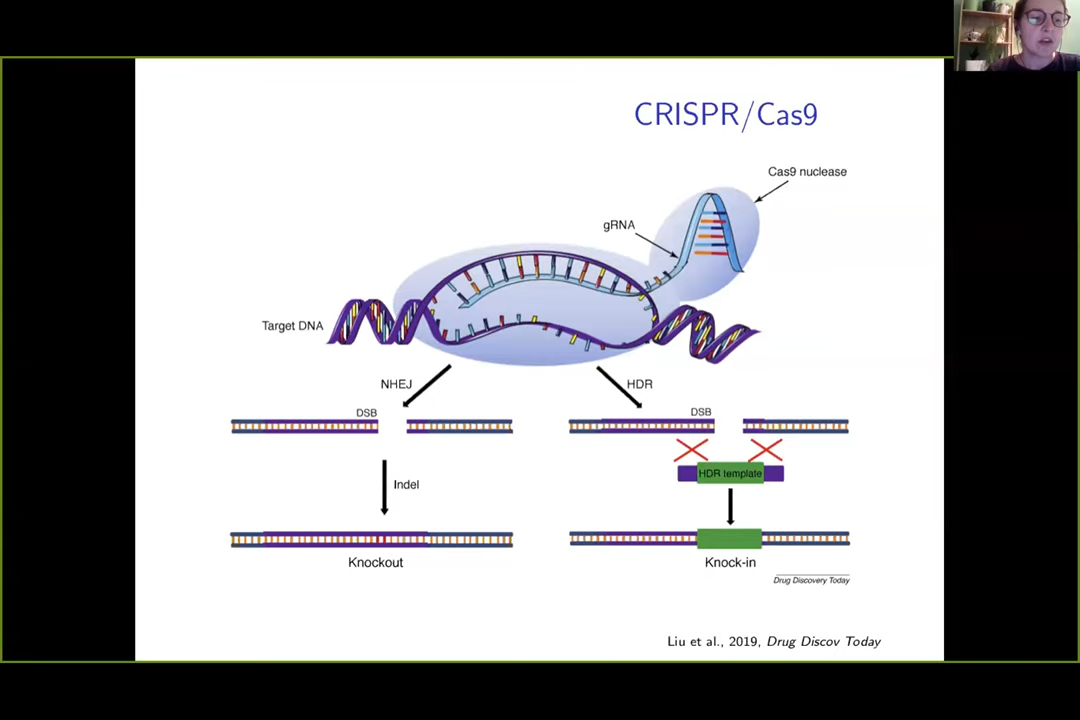 CRISPR/Cas9
Cas9 nuclease
gRNA
Target DNA
NHEJ
HDR
DSB
DSB
HDR template
Indel
Knockout
Knock-in
Drug Discovery Today
Liu et al., 2019, Drug Discov Today